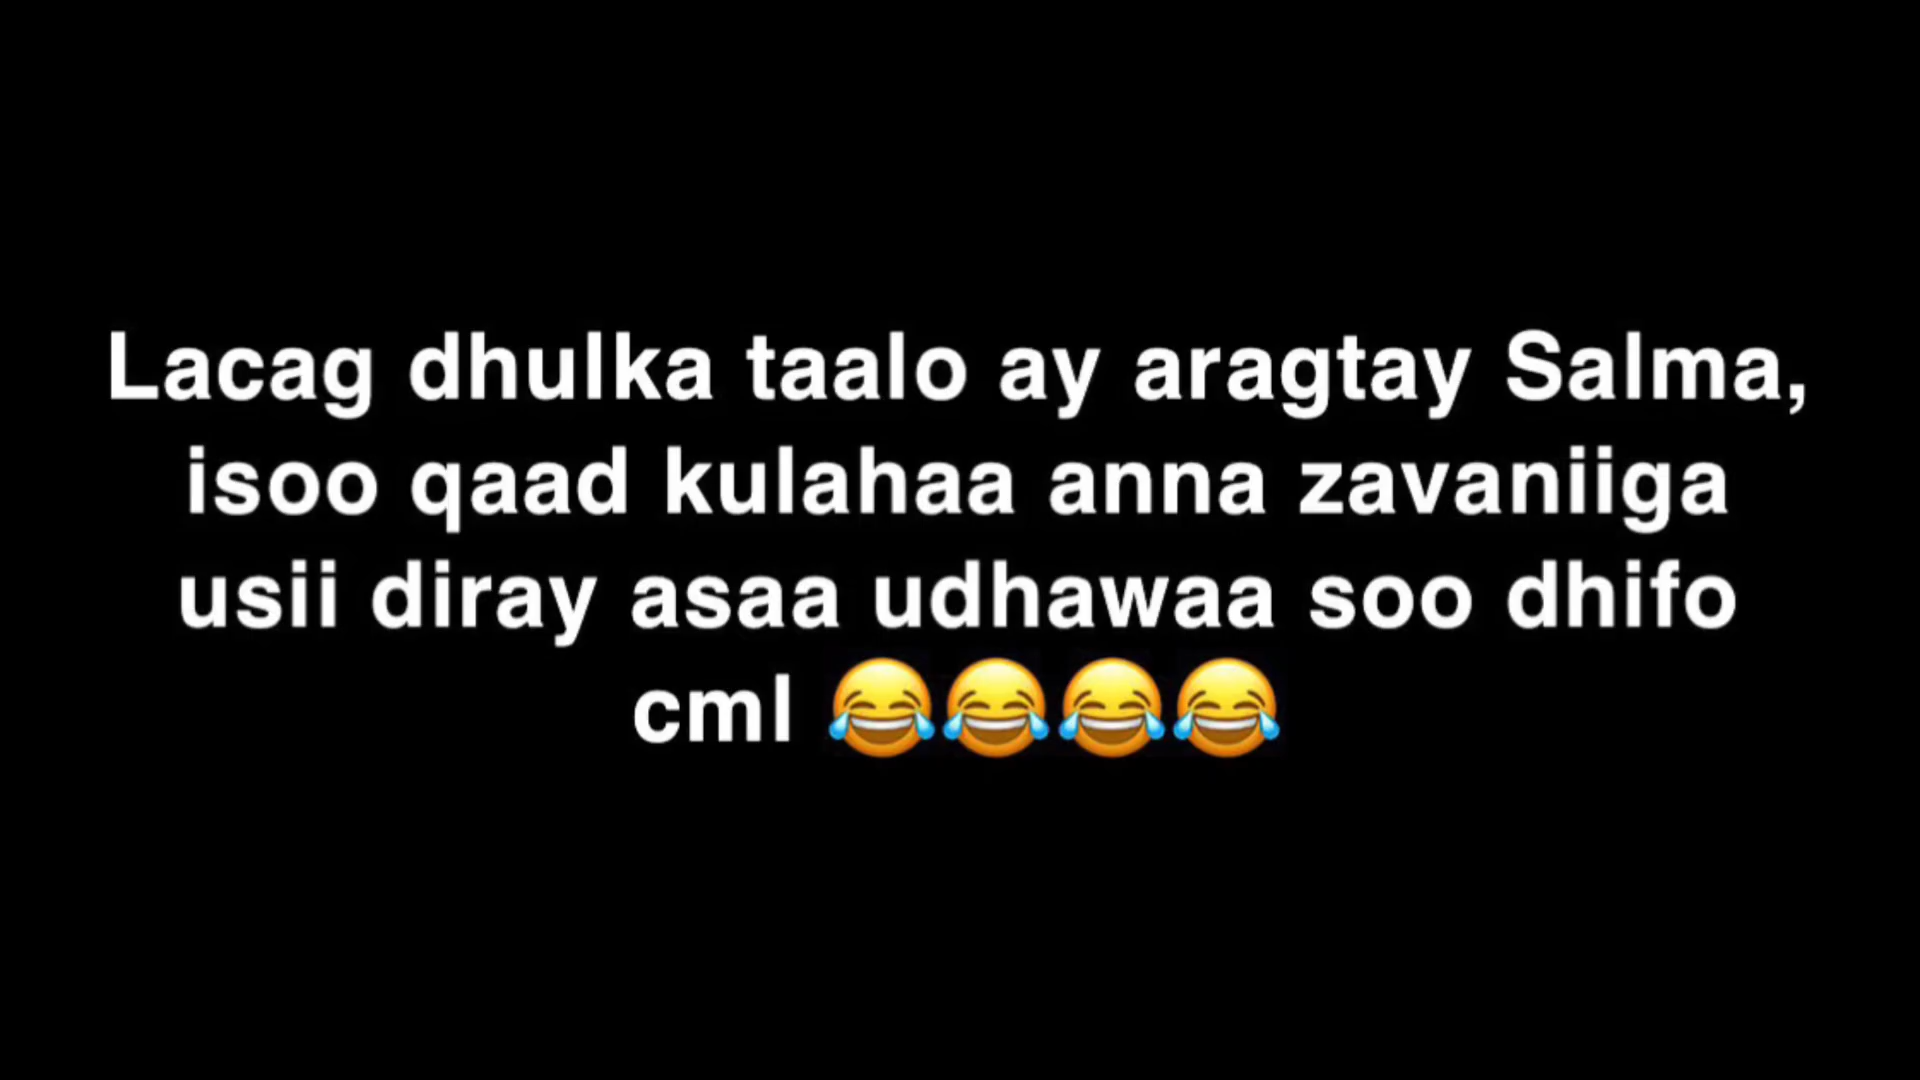 Lacag dhulka taalo ay aragtay Salma,
isoo qaad kulahaa anna zavaniiga
usii diray asaa udhawaa soo dhifo
cml 😂😂😂😂